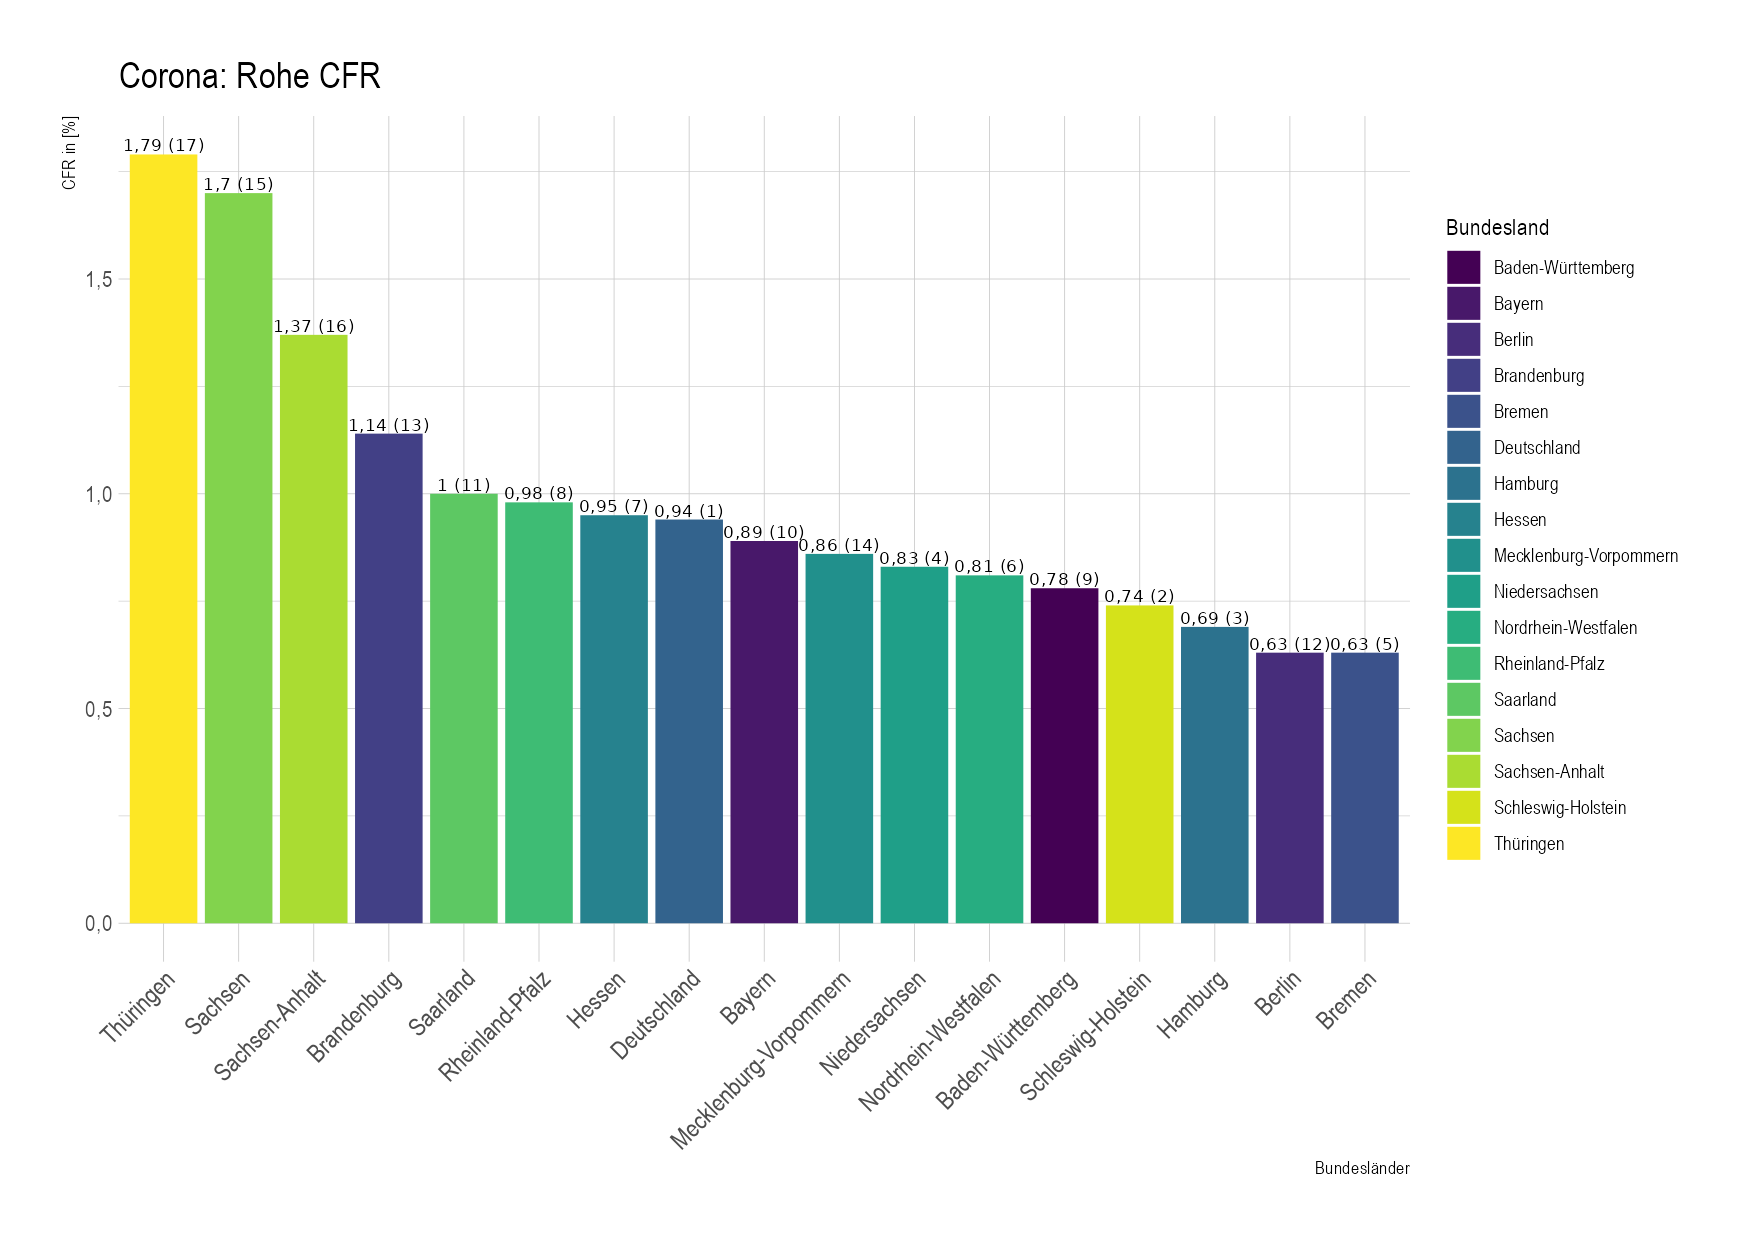 Corona: Rohe CFR
CFR in [%]
1,79 (17)
1,7 (15)
1,37 (16)
1,14 (13)
1 (11)
0,98 (8)
0,95 (7)
0,94 (1)
0,89 (10)
0,86 (14)
0,83 (4)
0,81 (6)
0,78 (9)
0,74 (2)
0,69 (3)
0,63 (12)
0,63 (5)
1,5
1,0
0,5
0,0
Thüringen
Sachsen
Sachsen-Anhalt
Brandenburg
Saarland
Rheinland-Pfalz
Hessen
Deutschland
Bayern
Mecklenburg-Vorpommern
Niedersachsen
Nordrhein-Westfalen
Baden-Württemberg
Schleswig-Holstein
Hamburg
Berlin
Bremen
Bundesländer
Bundesland
Baden-Württemberg
Bayern
Berlin
Brandenburg
Bremen
Deutschland
Hamburg
Hessen
Mecklenburg-Vorpommern
Niedersachsen
Nordrhein-Westfalen
Rheinland-Pfalz
Saarland
Sachsen
Sachsen-Anhalt
Schleswig-Holstein
Thüringen